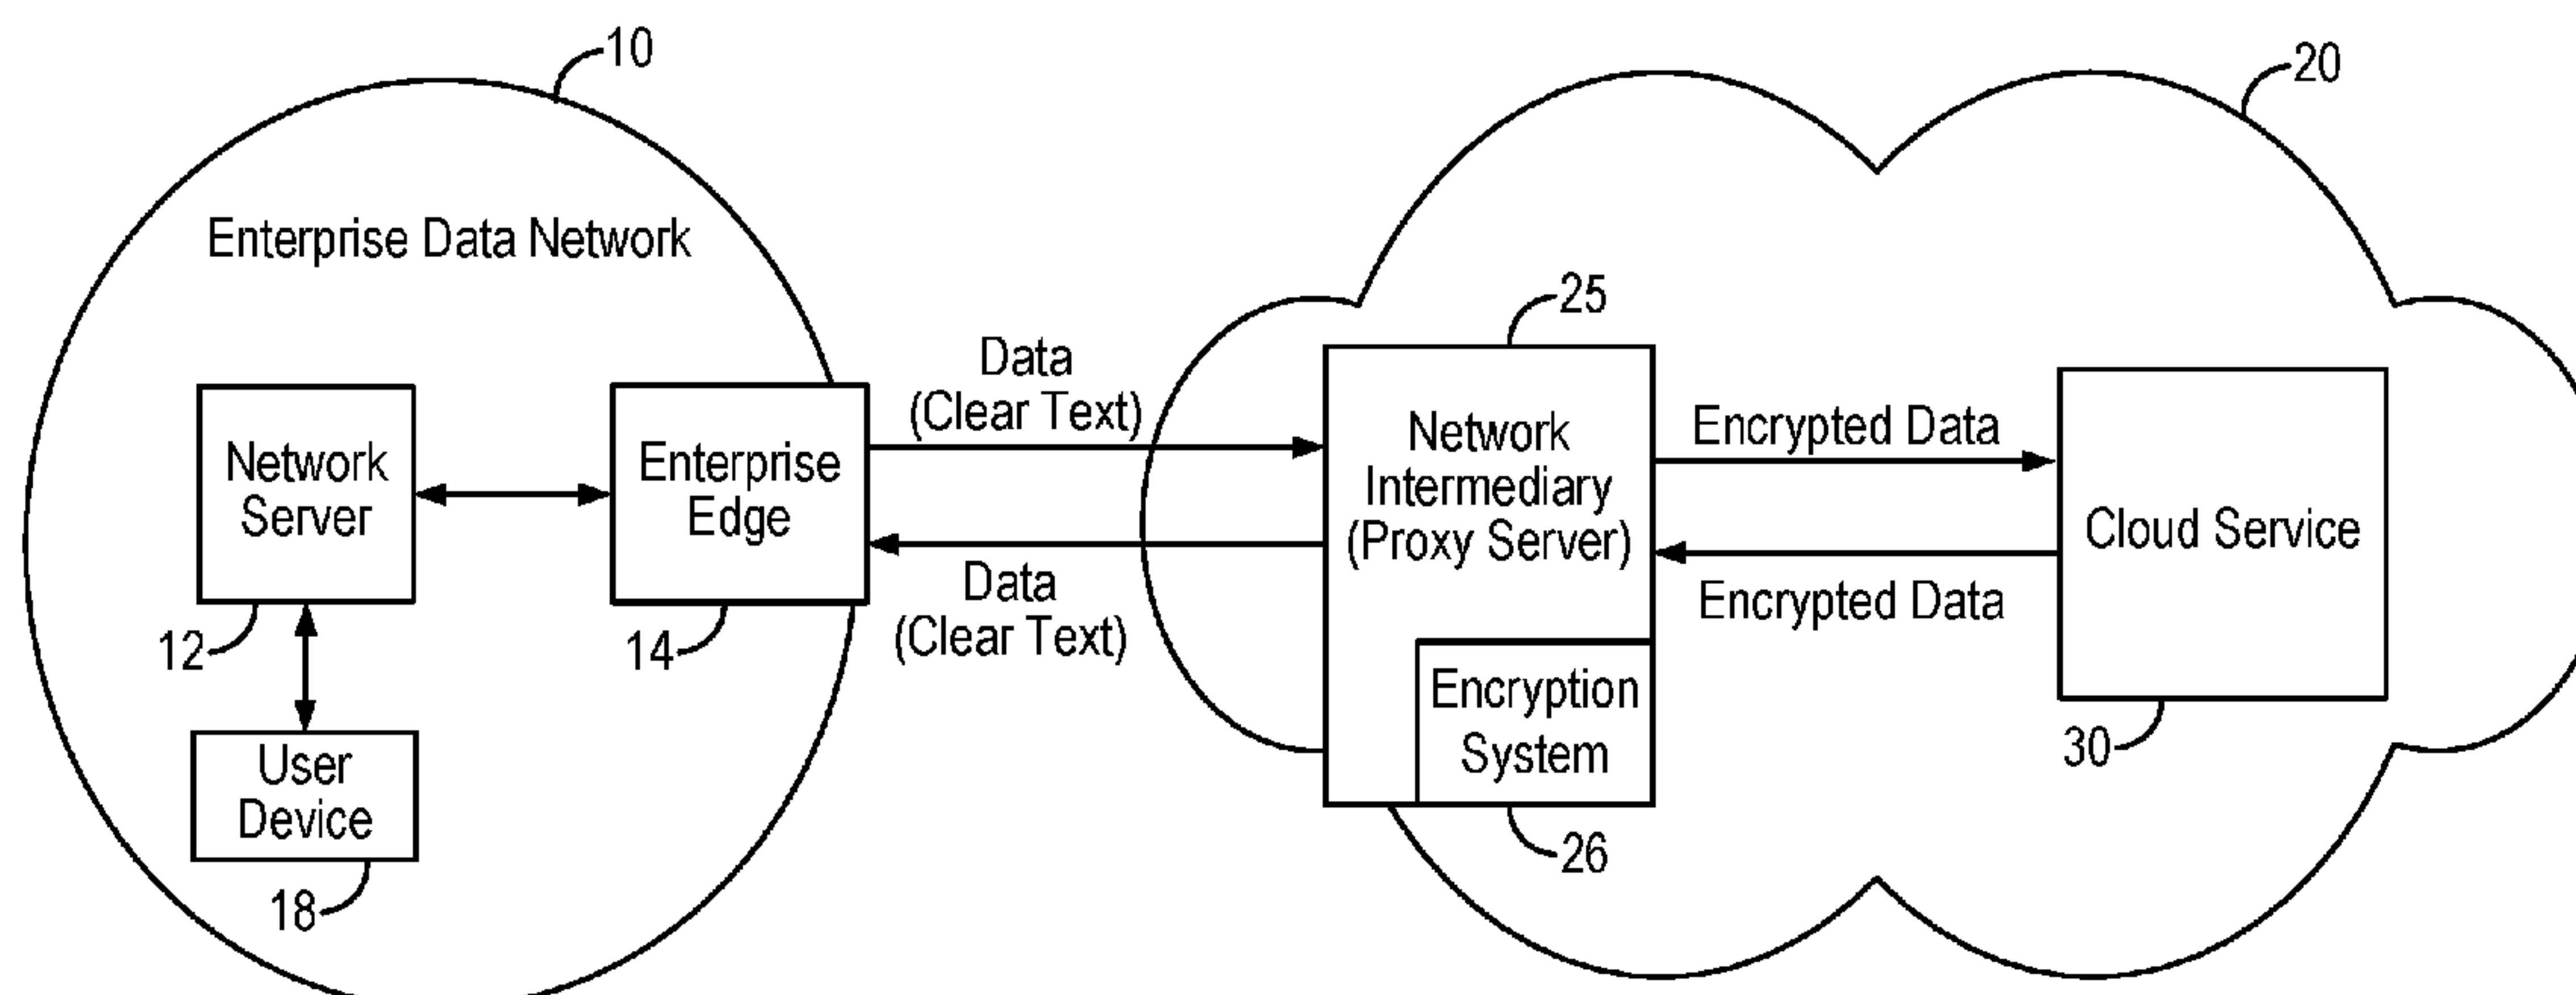 10
20
Enterprise Data Network
25
Data
(Clear Text)
Network
Server
Enterprise
Edge
Network
Intermediary
(Proxy Server)
Encrypted Data
Cloud Service
Data
(Clear Text)
Encrypted Data
12
14
Encryption
System
30
User
Device
26
18